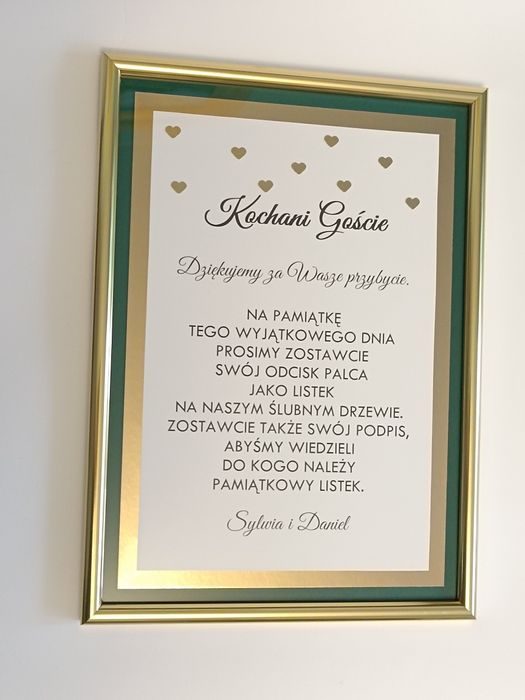 Kochani Goście
Dziękujemy za Wasze przybycie.
NA PAMIĄTKĘ
TEGO WYJĄTKOWEGO DNIA
PROSIMY ZOSTAWCIE
SWÓJ ODCISK PALCA
JAKO LISTEK
NA NASZYM ŚLUBNYM DRZEWIE.
ZOSTAWCIE TAKŻE SWÓJ PODPIS,
ABYŚMY WIEDZIELI
DO KOGO NALEŻY
PAMIĄTKOWY LISTEK.
Sylwia i Daniel